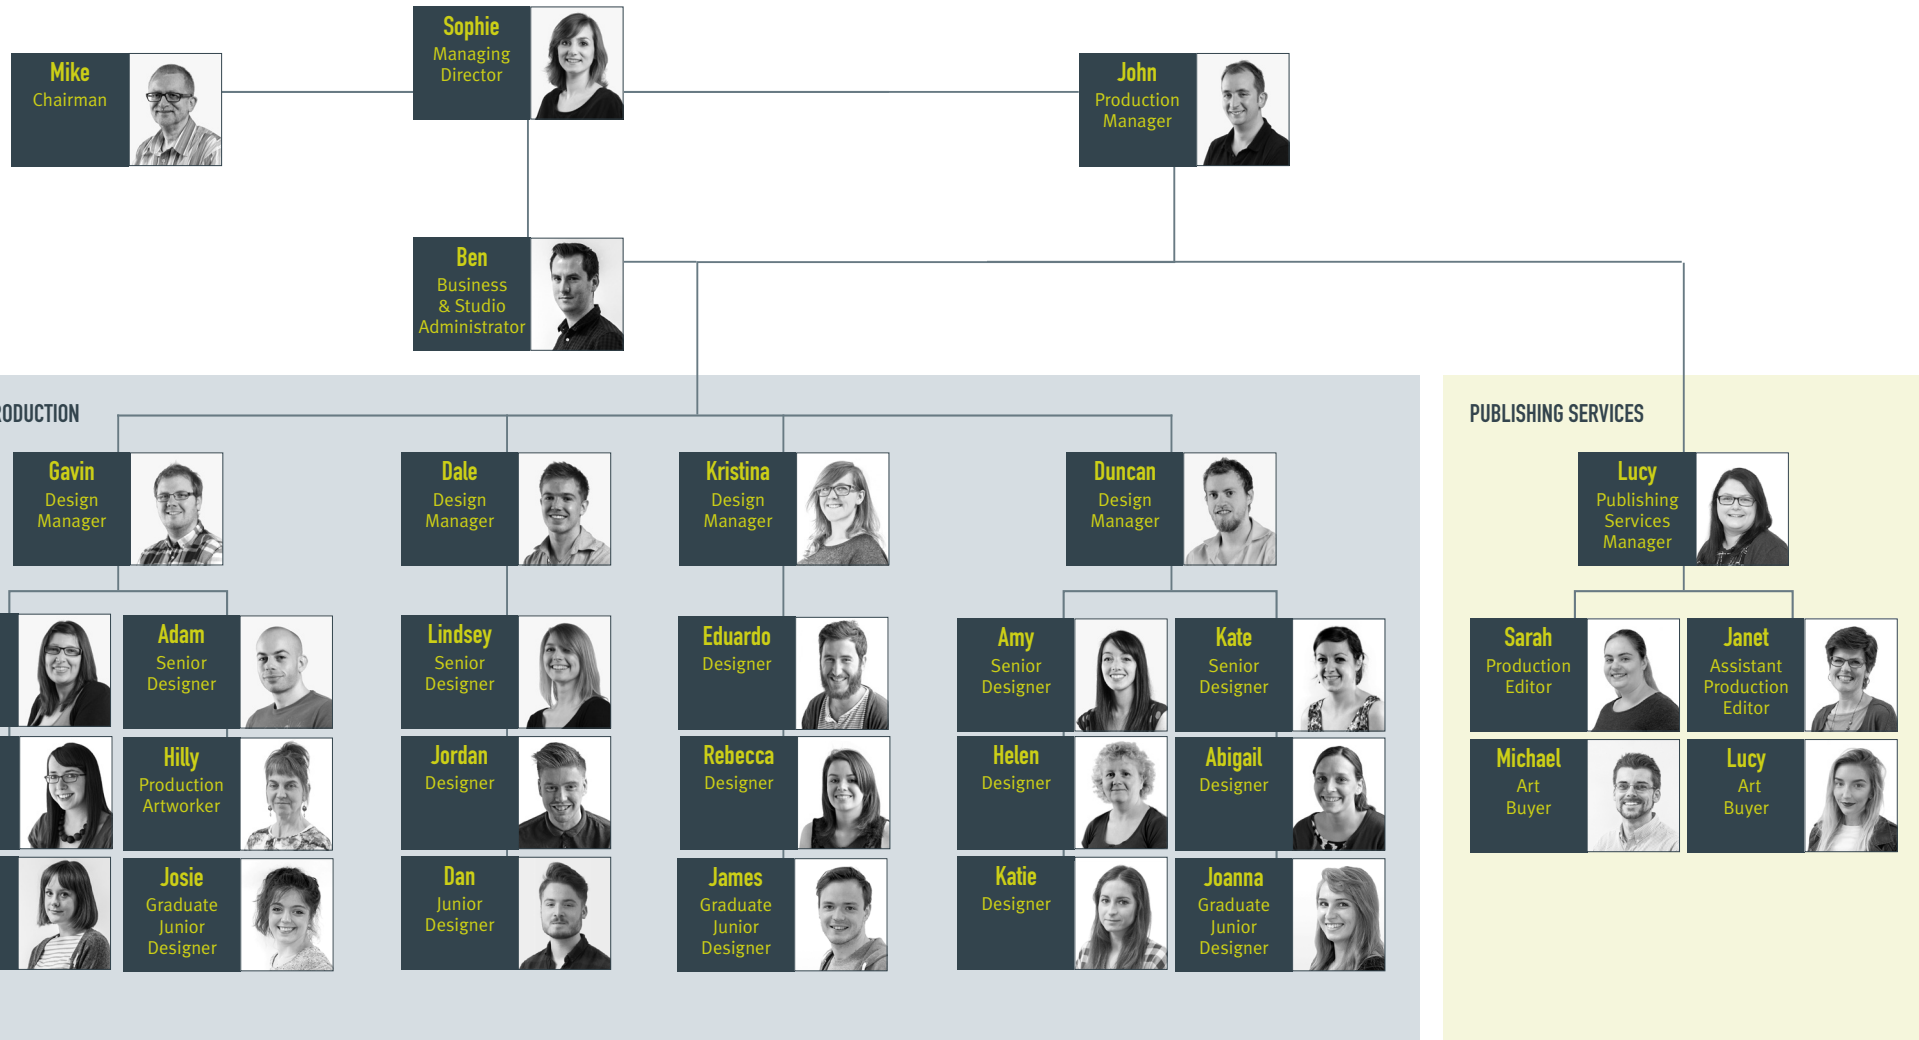 Sophie
Managing
Director
Mike
Chairman
John
Production
Manager
Ben
Business
& Studio
Administrator
RODUCTION
PUBLISHING SERVICES
Gavin
Design
Manager
Dale
Design
Manager
Kristina
Design
Manager
Duncan
Design
Manager
Lucy
Publishing
Services
Manager
Adam
Senior
Designer
Lindsey
Senior
Designer
Eduardo
Designer
Amy
Senior
Designer
Kate
Senior
Designer
Sarah
Production
Editor
Janet
Assistant
Production
Editor
Hilly
Production
Artworker
Jordan
Designer
Rebecca
Designer
Helen
Designer
Abigail
Designer
Michael
Art
Buyer
Lucy
Art
Buyer
Josie
Graduate
Junior
Designer
Dan
Junior
Designer
James
Graduate
Junior
Designer
Katie
Designer
Joanna
Graduate
Junior
Designer